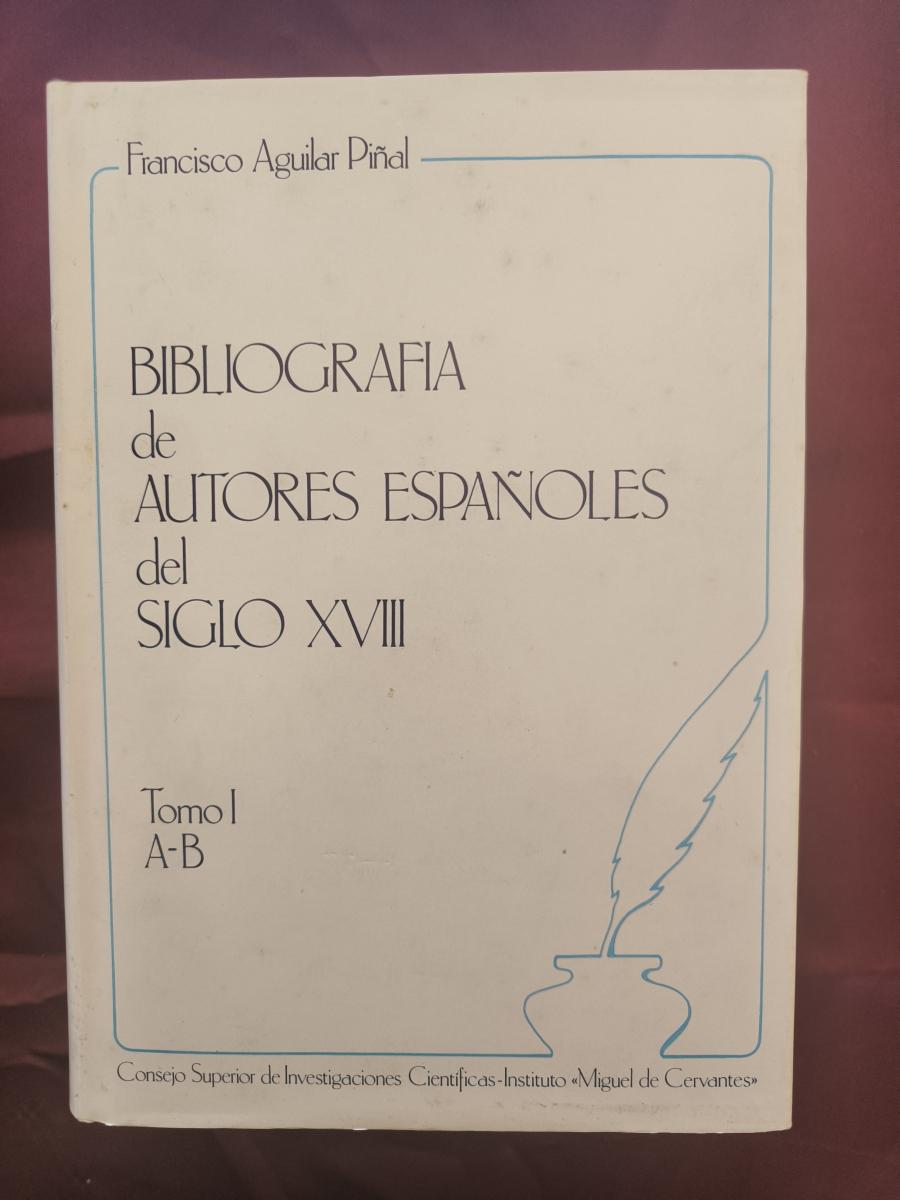 Francisco Aguilar Piñal
BIBLIOGRAFIA
de
AUTORES ESPAÑOLES
del
SIGLO XVIII
Tomo I
A-B
Consejo Superior de Investigaciones Científicas-Instituto «Miguel de Cervantes»